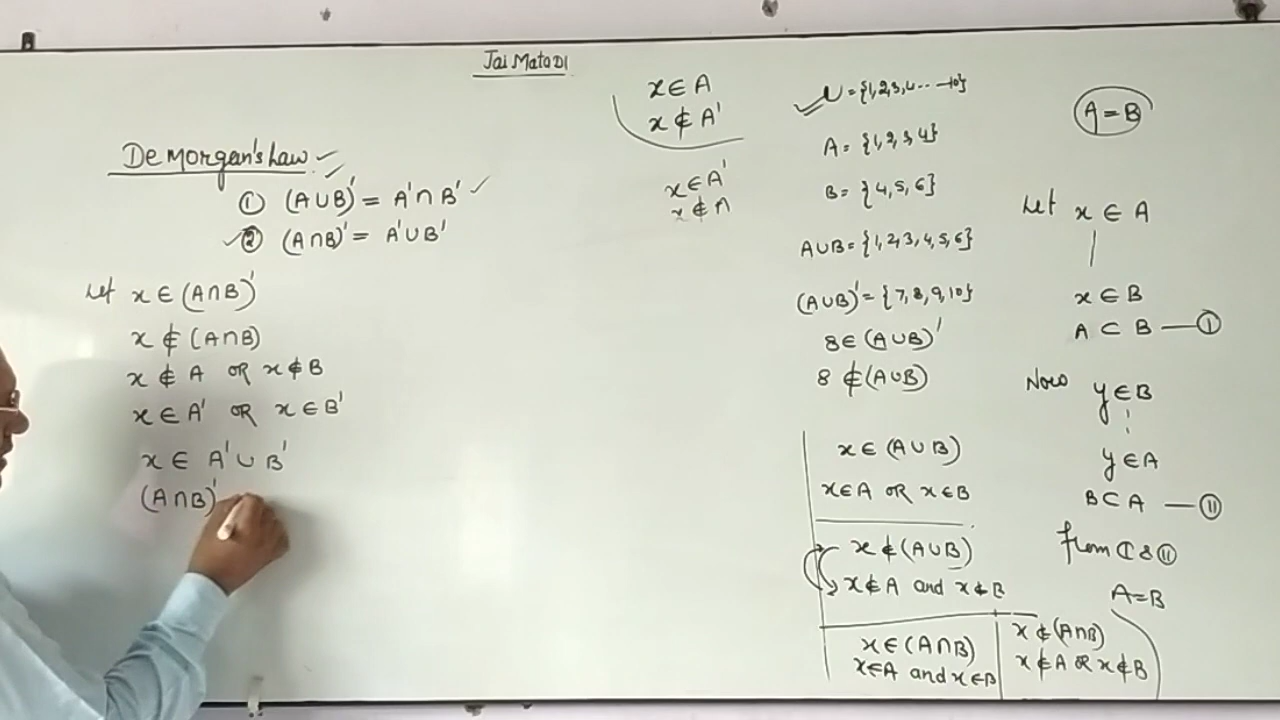 Jai Mata DI
De Morgan's Law
① (A∪B)' = A'∩B'
② (A∩B)' = A'∪B'
Let x ∈ (A∩B)'
x ∉ (A∩B)
x ∉ A OR x ∉ B
x ∈ A' OR x ∈ B'
x ∈ A' ∪ B'
(A∩B)'
x ∈ A
x ∉ A'
x ∈ A'
x ∉ A
U = {1,2,3,4...--10}
A = {1,2,3,4}
B = {4,5,6}
A∪B = {1,2,3,4,5,6}
(A∪B)' = {7,8,9,10}
8 ∈ (A∪B)'
8 ∉ (A∪B)
x ∈ (A∪B)
x∈A OR x∈B
x ∉ (A∪B)
x∉A and x∉B
x ∈ (A∩B)
x∈A and x∈B
x ∉ (A∩B)
x∉A OR x∉B
A = B
Let x ∈ A
x ∈ B
A ⊂ B — ①
Now y ∈ B
y ∈ A
B ⊂ A — ⑪
from ① & ⑪
A=B